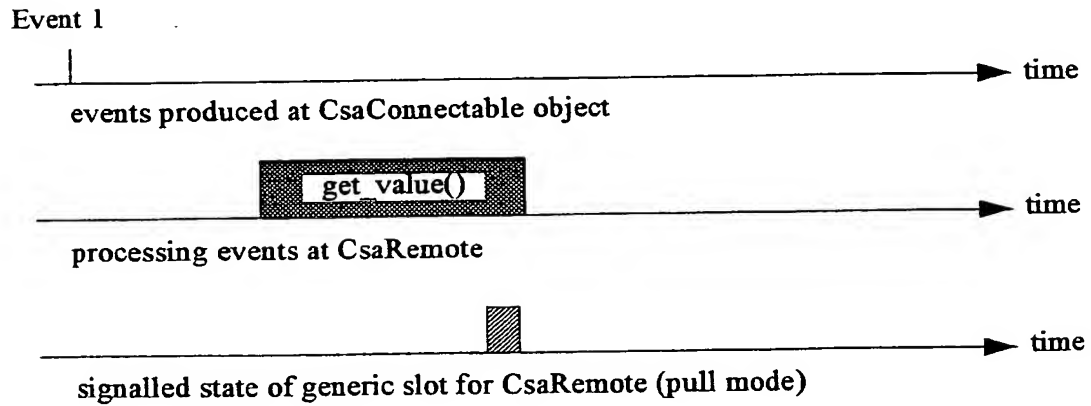 Event 1
time
events produced at CsaConnectable object
get_value()
time
processing events at CsaRemote
time
signalled state of generic slot for CsaRemote (pull mode)